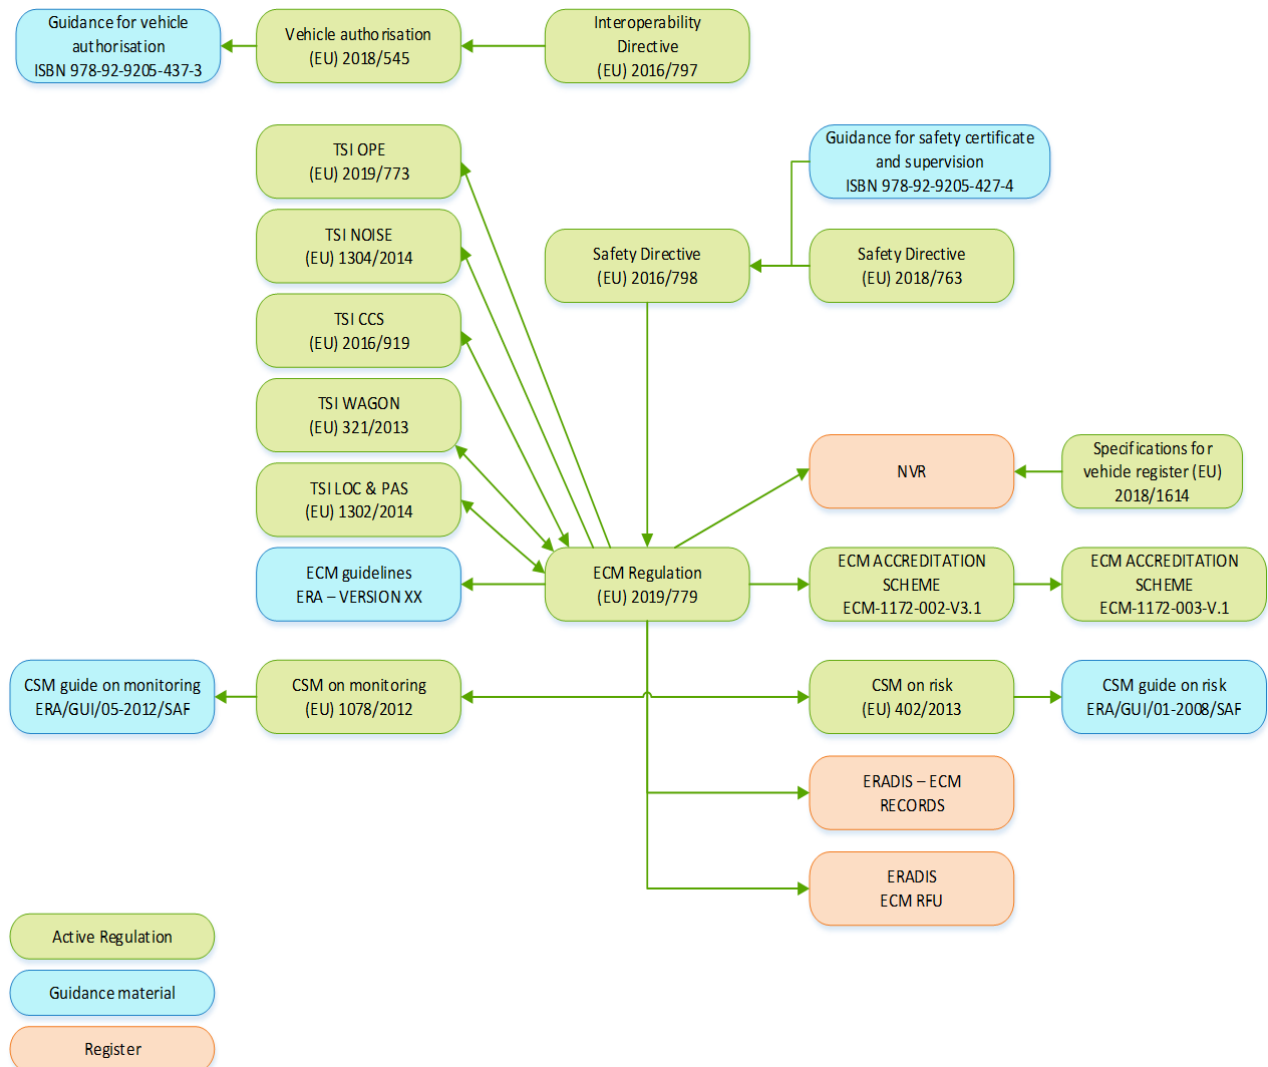 Guidance for vehicle
authorisation
ISBN 978-92-9205-437-3
Vehicle authorisation
(EU) 2018/545
Interoperability
Directive
(EU) 2016/797
TSI OPE
(EU) 2019/773
Guidance for safety certificate
and supervision
ISBN 978-92-9205-427-4
TSI NOISE
(EU) 1304/2014
Safety Directive
(EU) 2016/798
Safety Directive
(EU) 2018/763
TSI CCS
(EU) 2016/919
TSI WAGON
(EU) 321/2013
NVR
Specifications for
vehicle register (EU)
2018/1614
TSI LOC & PAS
(EU) 1302/2014
ECM guidelines
ERA – VERSION XX
ECM Regulation
(EU) 2019/779
ECM ACCREDITATION
SCHEME
ECM-1172-002-V3.1
ECM ACCREDITATION
SCHEME
ECM-1172-003-V.1
CSM guide on monitoring
ERA/GUI/05-2012/SAF
CSM on monitoring
(EU) 1078/2012
CSM on risk
(EU) 402/2013
CSM guide on risk
ERA/GUI/01-2008/SAF
ERADIS – ECM
RECORDS
ERADIS
ECM RFU
Active Regulation
Guidance material
Register